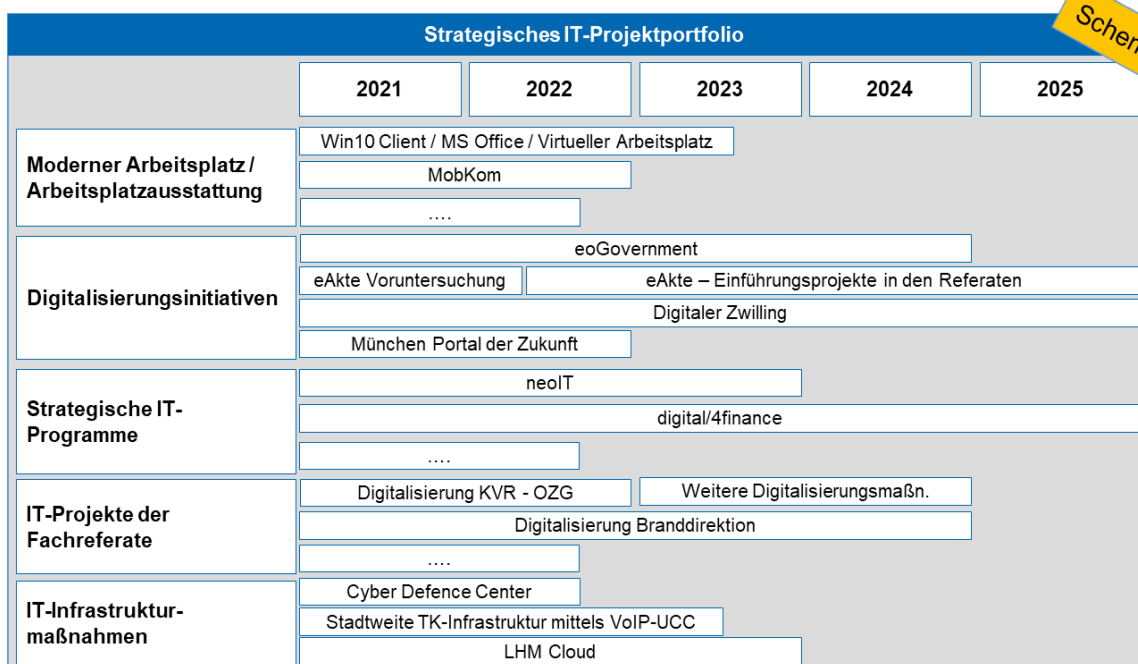 Strategisches IT-Projektportfolio
2021 2022 2023 2024 2025
Moderner Arbeitsplatz /
Arbeitsplatzausstattung
Win10 Client / MS Office / Virtueller Arbeitsplatz
MobKom
....
Digitalisierungsinitiativen
eoGovernment
eAkte Voruntersuchung
eAkte – Einführungsprojekte in den Referaten
Digitaler Zwilling
München Portal der Zukunft
Strategische IT-
Programme
neoIT
digital/4finance
....
IT-Projekte der
Fachreferate
Digitalisierung KVR - OZG
Weitere Digitalisierungsmaßn.
Digitalisierung Branddirektion
....
IT-Infrastruktur-
maßnahmen
Cyber Defence Center
Stadtweite TK-Infrastruktur mittels VoIP-UCC
LHM Cloud